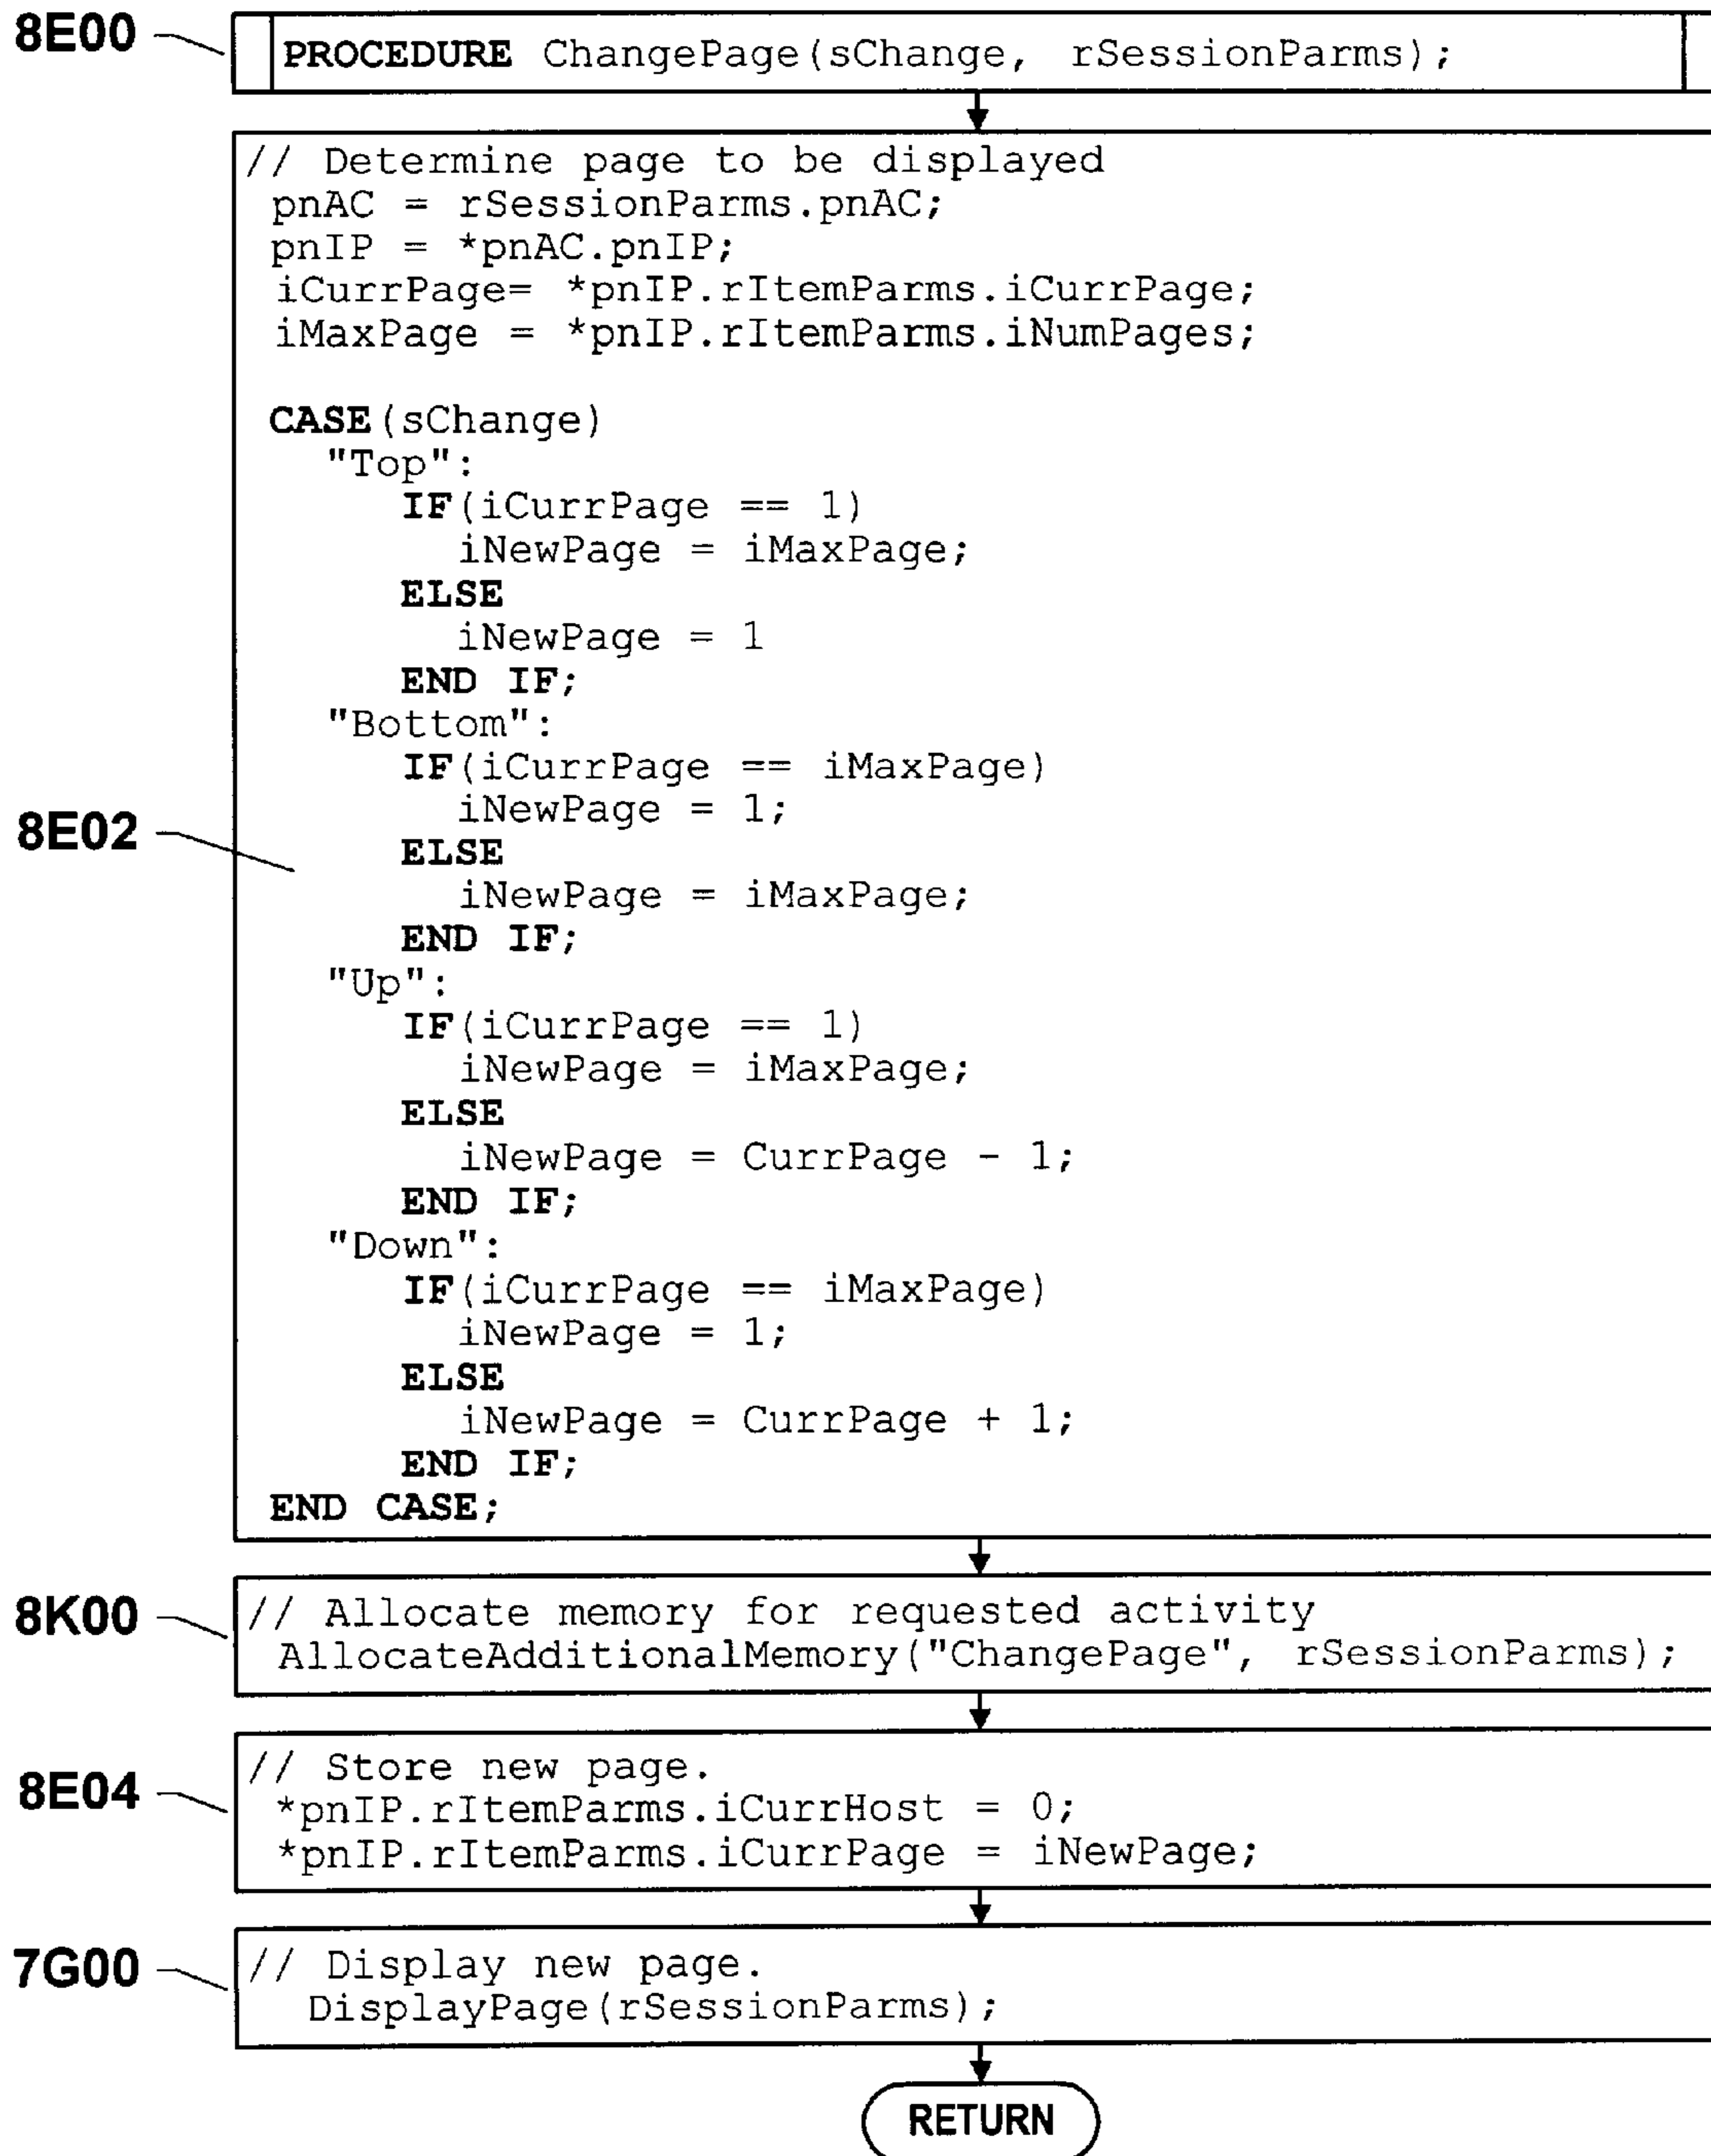 8E00
PROCEDURE ChangePage(sChange, rSessionParms);
// Determine page to be displayed
pnAC = rSessionParms.pnAC;
pnIP = *pnAC.pnIP;
iCurrPage= *pnIP.rItemParms.iCurrPage;
iMaxPage = *pnIP.rItemParms.iNumPages;
CASE(sChange)
"Top":
IF(iCurrPage == 1)
iNewPage = iMaxPage;
ELSE
iNewPage = 1
END IF;
"Bottom":
IF(iCurrPage == iMaxPage)
iNewPage = 1;
8E02
ELSE
iNewPage = iMaxPage;
END IF;
"Up":
IF(iCurrPage == 1)
iNewPage = iMaxPage;
ELSE
iNewPage = CurrPage - 1;
END IF;
"Down":
IF(iCurrPage == iMaxPage)
iNewPage = 1;
ELSE
iNewPage = CurrPage + 1;
END IF;
END CASE;
8K00
// Allocate memory for requested activity
AllocateAdditionalMemory("ChangePage", rSessionParms);
8E04
// Store new page.
*pnIP.rItemParms.iCurrHost = 0;
*pnIP.rItemParms.iCurrPage = iNewPage;
7G00
// Display new page.
DisplayPage(rSessionParms);
RETURN